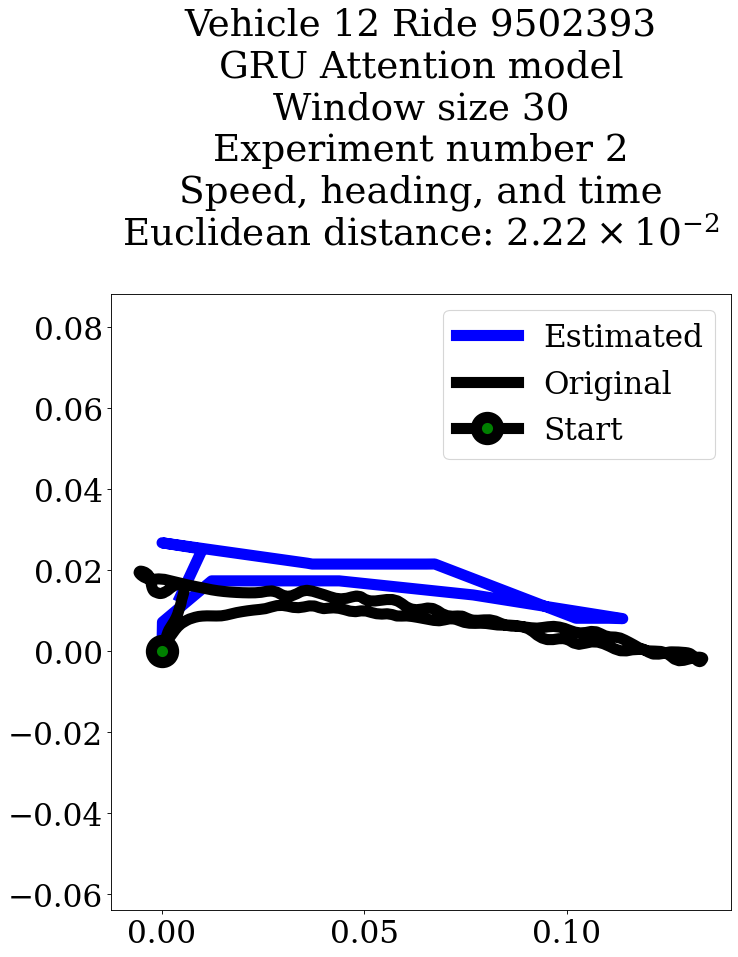 Vehicle 12 Ride 9502393
GRU Attention model
Window size 30
Experiment number 2
Speed, heading, and time
Euclidean distance: 2.22 × 10⁻²
Estimated
Original
Start
0.08
0.06
0.04
0.02
0.00
−0.02
−0.04
−0.06
0.00 0.05 0.10